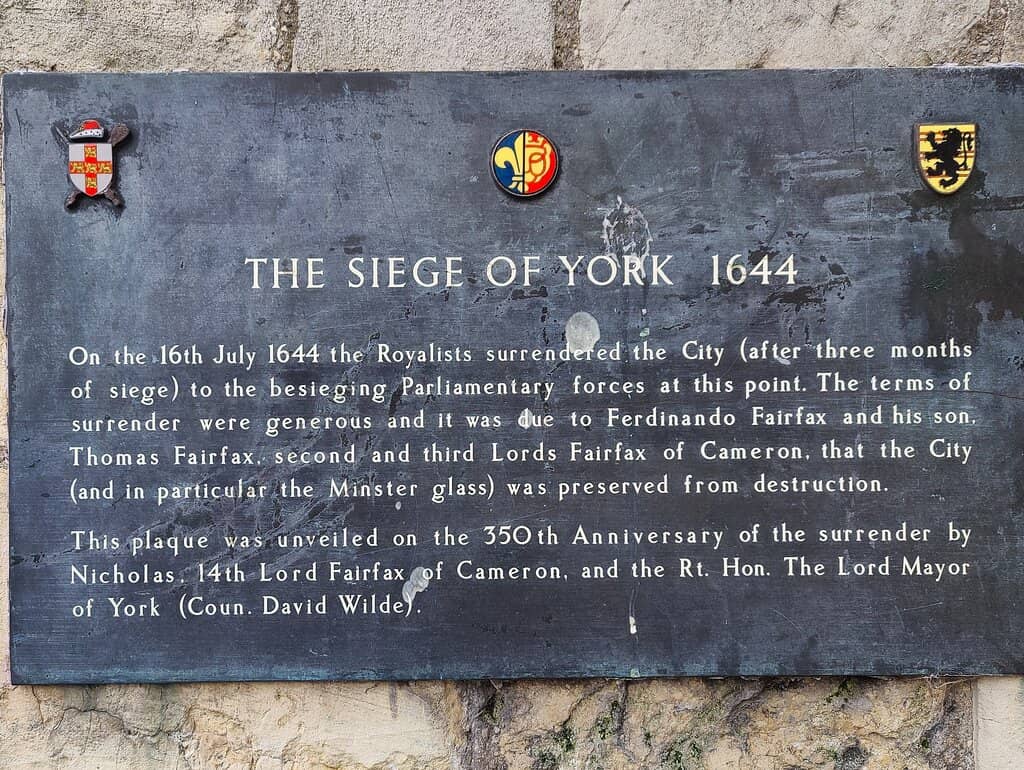 THE SIEGE OF YORK 1644
On the 16th July 1644 the Royalists surrendered the City (after three months
of siege) to the besieging Parliamentary forces at this point. The terms of
surrender were generous and it was due to Ferdinando Fairfax and his son,
Thomas Fairfax, second and third Lords Fairfax of Cameron, that the City
(and in particular the Minster glass) was preserved from destruction.
This plaque was unveiled on the 350th Anniversary of the surrender by
Nicholas, 14th Lord Fairfax of Cameron, and the Rt. Hon. The Lord Mayor
of York (Coun. David Wilde).